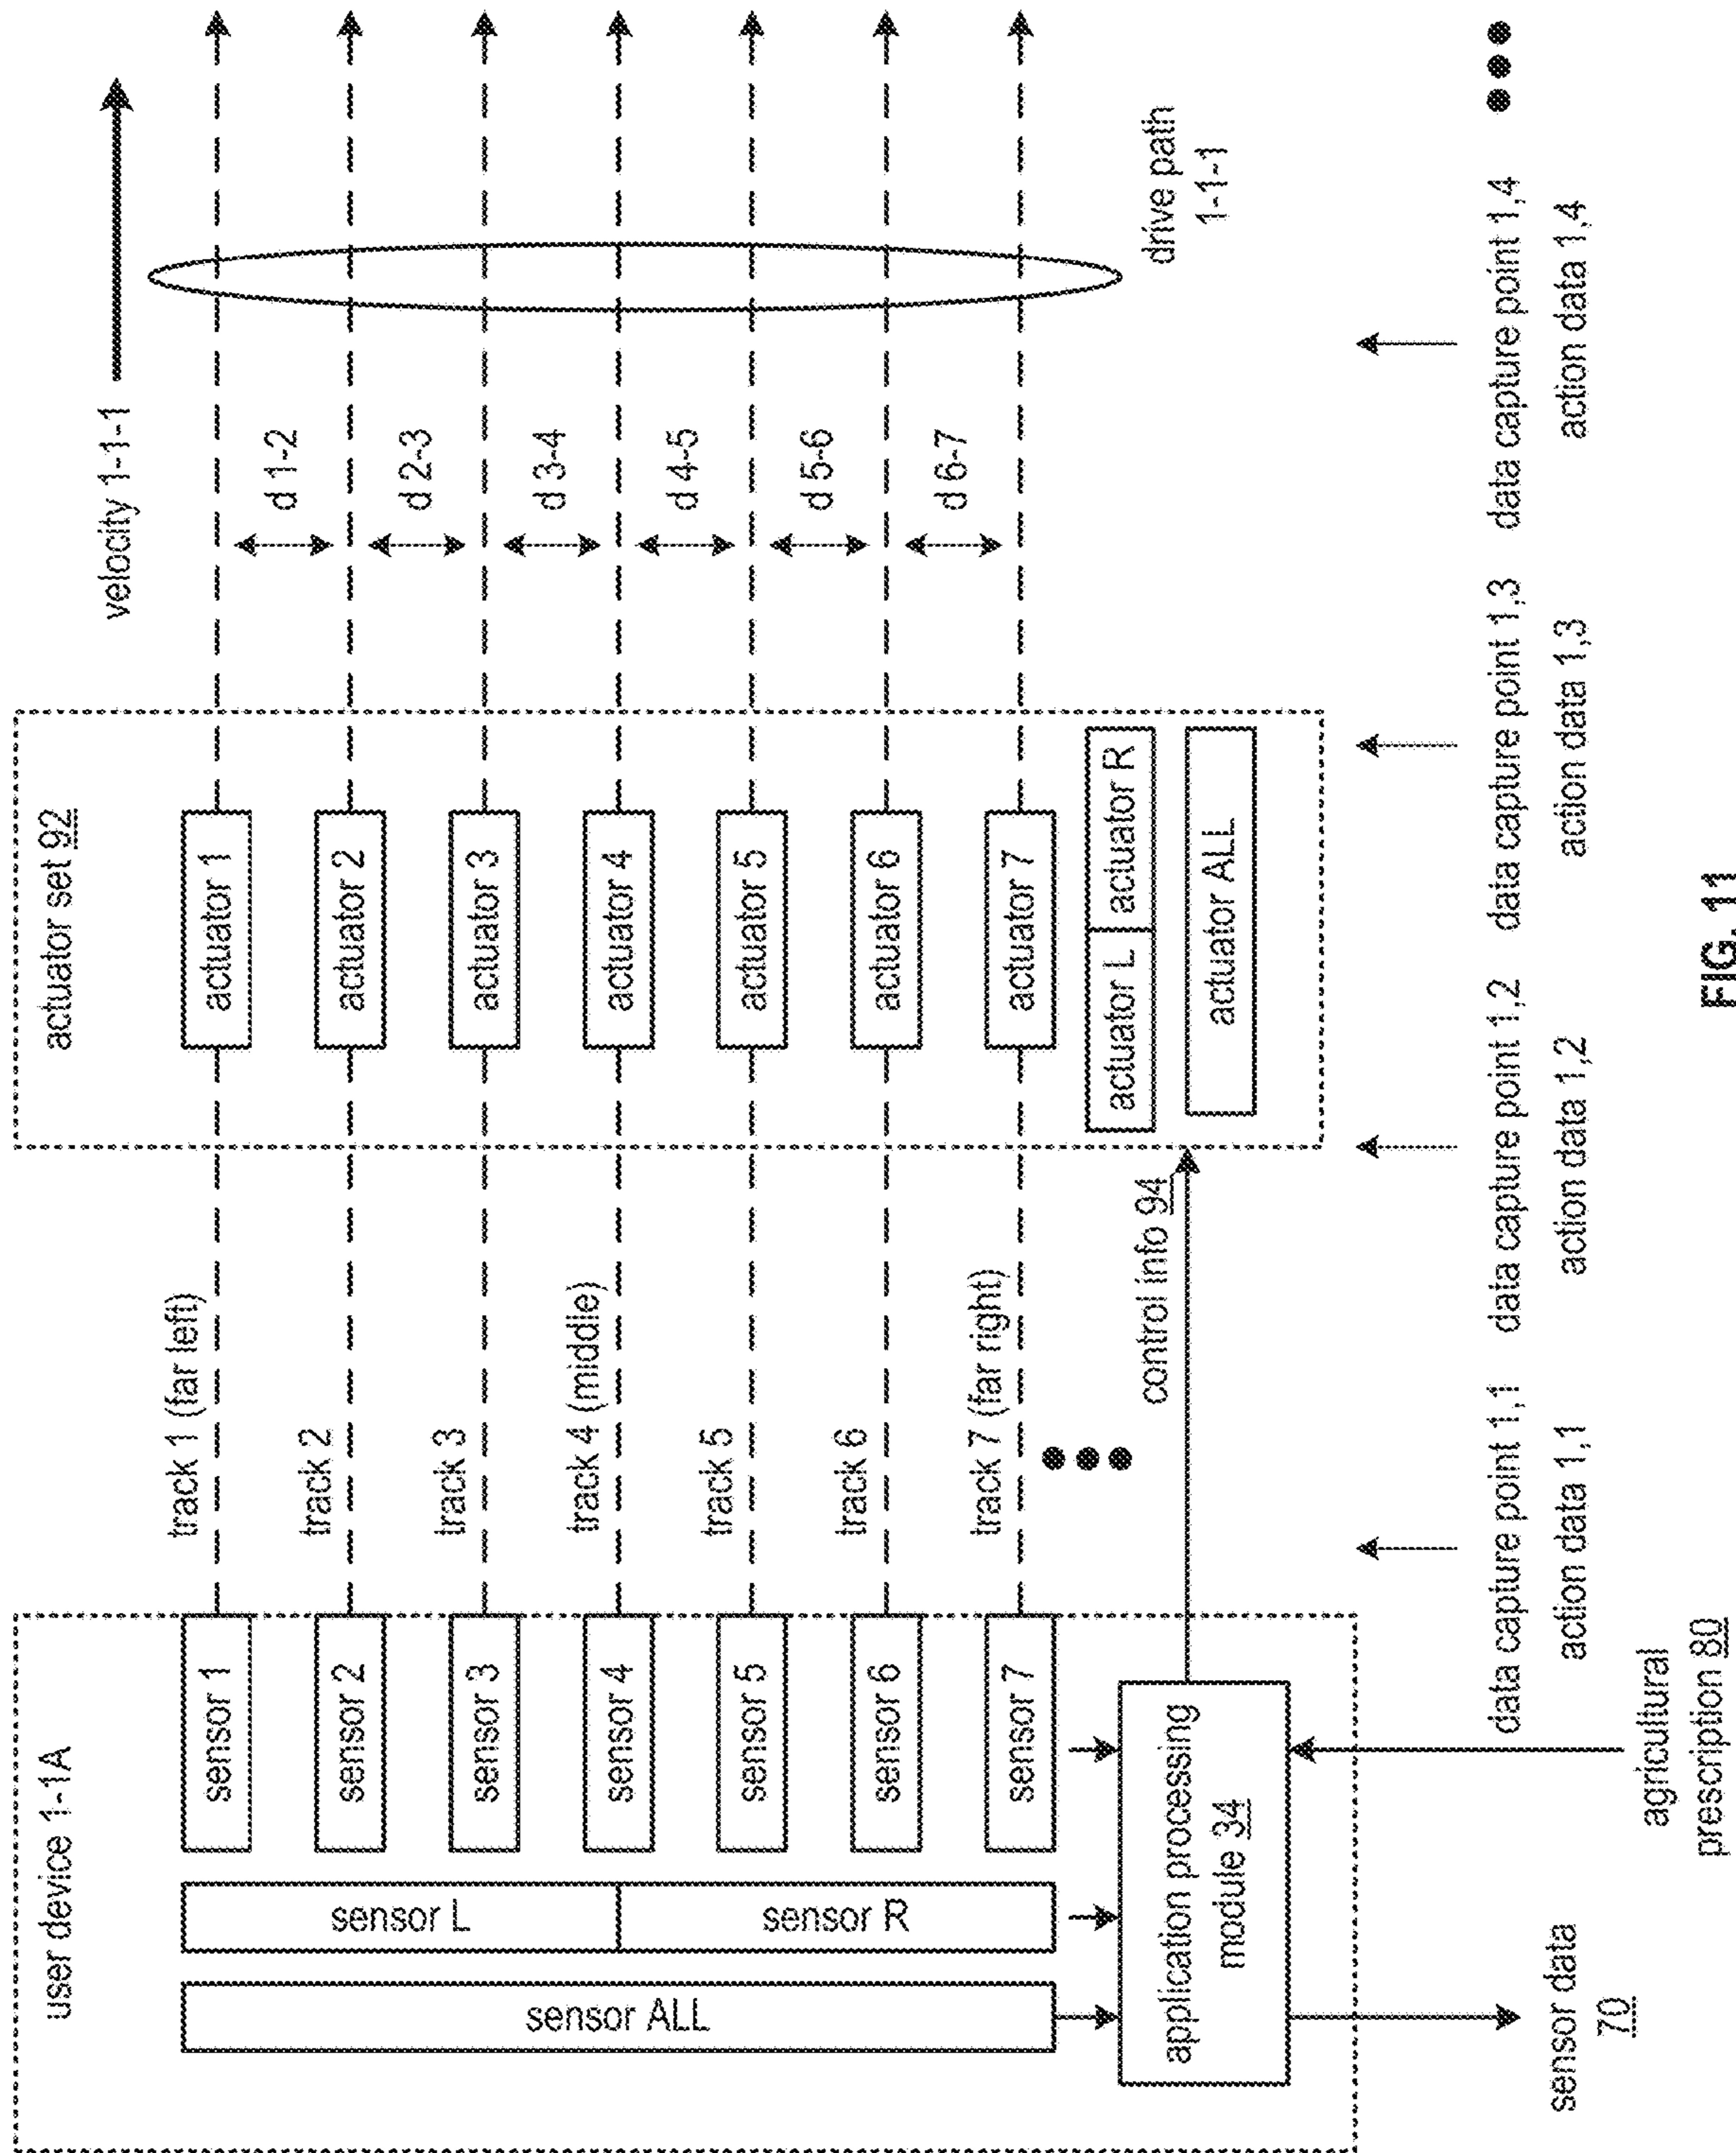 user device 1-1A
sensor ALL
sensor L
sensor R
sensor 1
sensor 2
sensor 3
sensor 4
sensor 5
sensor 6
sensor 7
application processing
module 34
sensor data
70
agricultural
prescription 80
track 1 (far left)
track 2
track 3
track 4 (middle)
track 5
track 6
track 7 (far right)
control info 94
actuator set 92
actuator 1
actuator 2
actuator 3
actuator 4
actuator 5
actuator 6
actuator 7
actuator L
actuator R
actuator ALL
velocity 1-1-1
d 1-2
d 2-3
d 3-4
d 4-5
d 5-6
d 6-7
drive path
1-1-1
data capture point 1,1
action data 1,1
data capture point 1,2
action data 1,2
data capture point 1,3
action data 1,3
data capture point 1,4
action data 1,4
FIG. 11